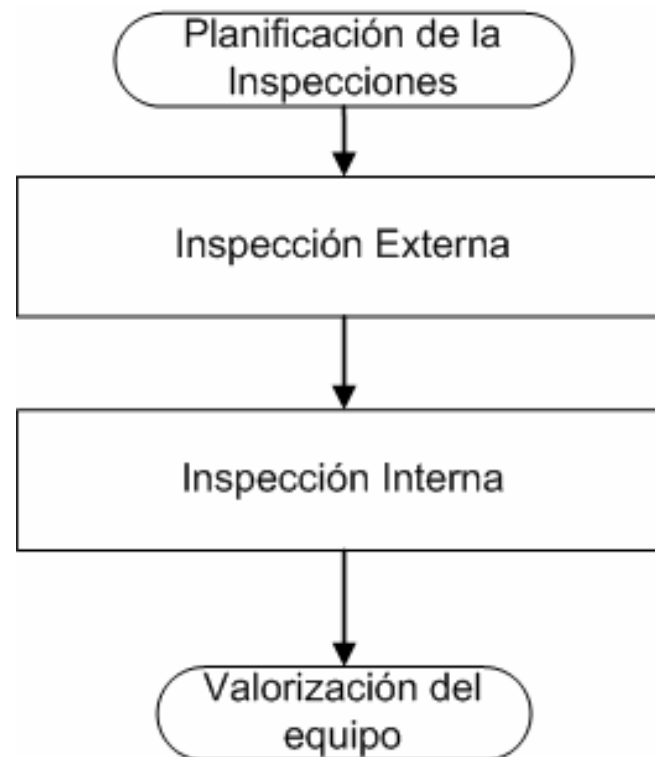 Planificación de la
Inspecciones
Inspección Externa
Inspección Interna
Valorización del
equipo